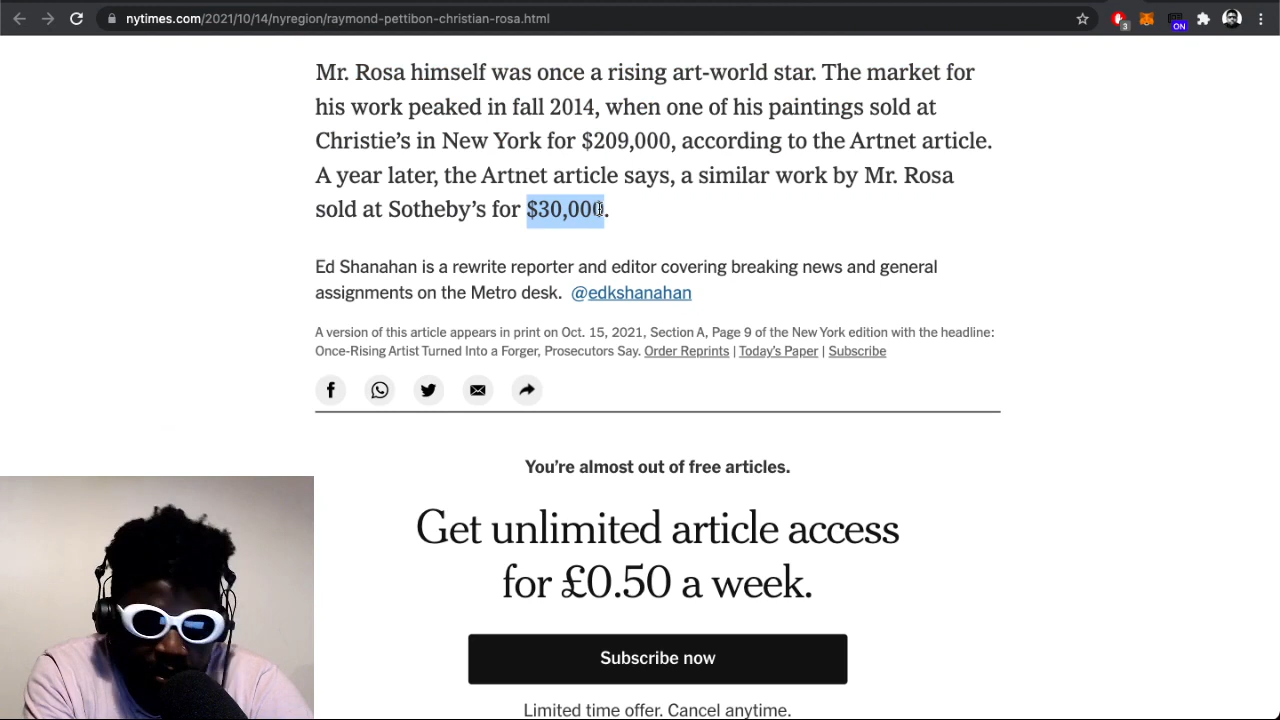 nytimes.com/2021/10/14/nyregion/raymond-pettibon-christian-rosa.html
3
ON
Mr. Rosa himself was once a rising art-world star. The market for
his work peaked in fall 2014, when one of his paintings sold at
Christie’s in New York for $209,000, according to the Artnet article.
A year later, the Artnet article says, a similar work by Mr. Rosa
sold at Sotheby’s for $30,000.
Ed Shanahan is a rewrite reporter and editor covering breaking news and general
assignments on the Metro desk. @edkshanahan
A version of this article appears in print on Oct. 15, 2021, Section A, Page 9 of the New York edition with the headline:
Once-Rising Artist Turned Into a Forger, Prosecutors Say. Order Reprints | Today’s Paper | Subscribe
You’re almost out of free articles.
Get unlimited article access
for £0.50 a week.
Subscribe now
Limited time offer. Cancel anytime.